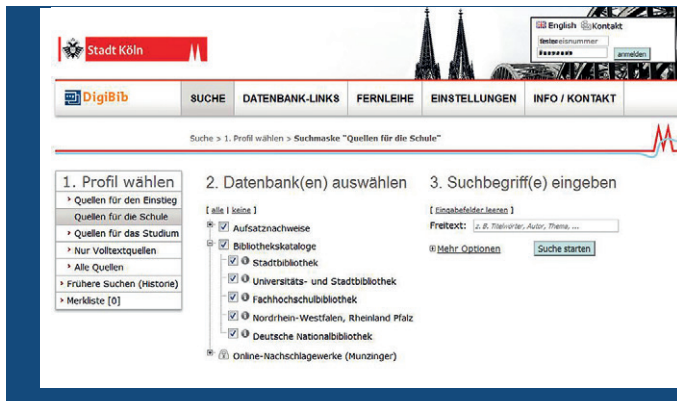 English Kontakt
Stadt Köln
anmelden
DigiBib
SUCHE DATENBANK-LINKS FERNLEIHE EINSTELLUNGEN INFO / KONTAKT
Suche > 1. Profil wählen > Suchmaske "Quellen für die Schule"
1. Profil wählen
Quellen für den Einstieg
Quellen für die Schule
Quellen für das Studium
Nur Volltextquellen
Alle Quellen
Frühere Suchen (Historie)
Merkliste [0]
2. Datenbank(en) auswählen
[ alle | keine ]
Aufsatznachweise
Bibliothekskataloge
Stadtbibliothek
Universitäts- und Stadtbibliothek
Fachhochschulbibliothek
Nordrhein-Westfalen, Rheinland Pfalz
Deutsche Nationalbibliothek
Online-Nachschlagewerke (Munzinger)
3. Suchbegriff(e) eingeben
[ Eingabefelder leeren ]
Freitext: z. B. Titelwörter, Autor, Thema, ...
Mehr Optionen Suche starten